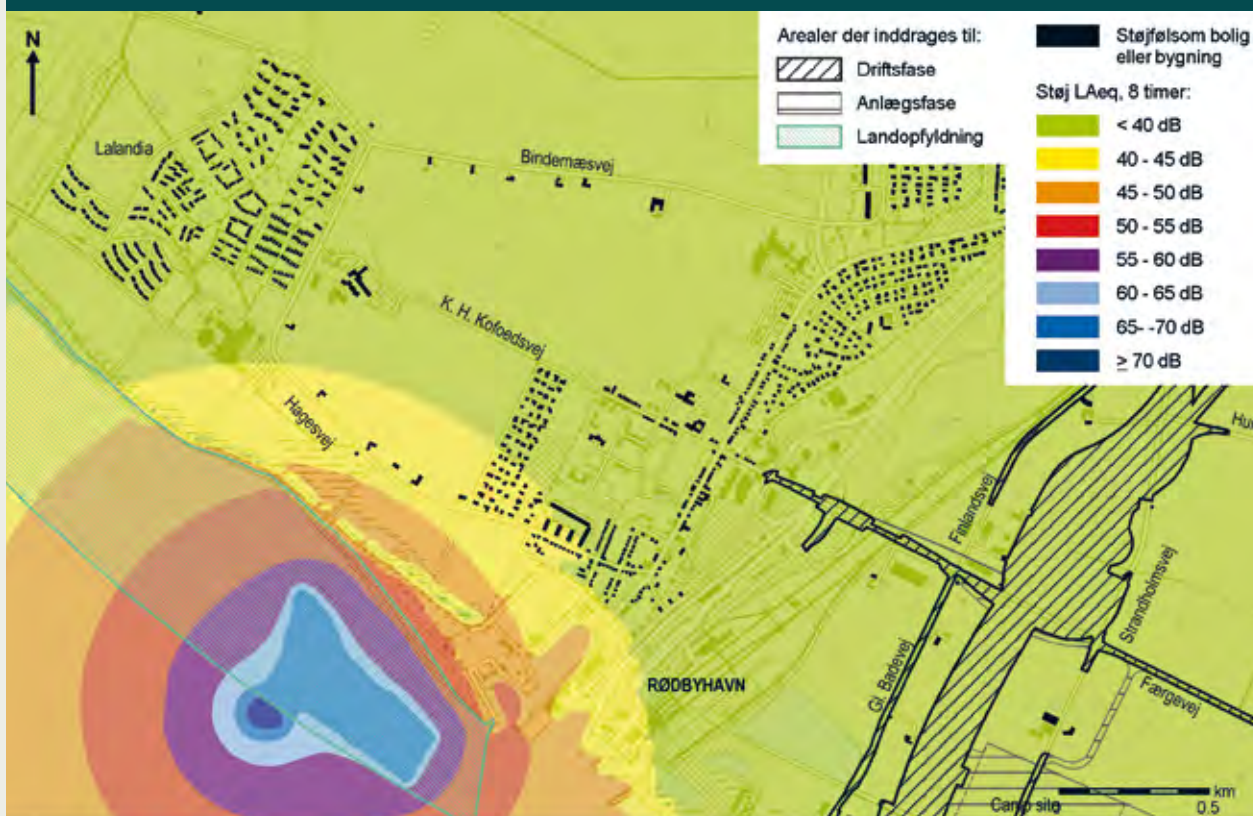 N
Arealer der inddrages til:
Driftsfase
Anlægsfase
Landopfyldning
Støjfølsom bolig
eller bygning
Støj LAeq, 8 timer:
< 40 dB
40 - 45 dB
45 - 50 dB
50 - 55 dB
55 - 60 dB
60 - 65 dB
65- -70 dB
≥ 70 dB
Lalandia
Bindernæsvej
K. H. Kofoedsvej
Hagesvej
Finlandsvej
Strandholmsvej
RØDBYHAVN
Gl. Badevej
Færgevej
Camp site
km
0.5